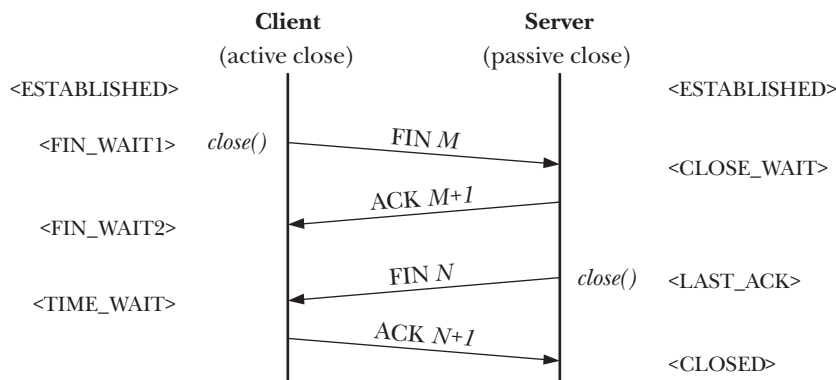 Client Server
(active close) (passive close)
<ESTABLISHED> <ESTABLISHED>
<FIN_WAIT1> close() FIN M
<CLOSE_WAIT>
ACK M+1
<FIN_WAIT2>
FIN N close() <LAST_ACK>
<TIME_WAIT>
ACK N+1
<CLOSED>